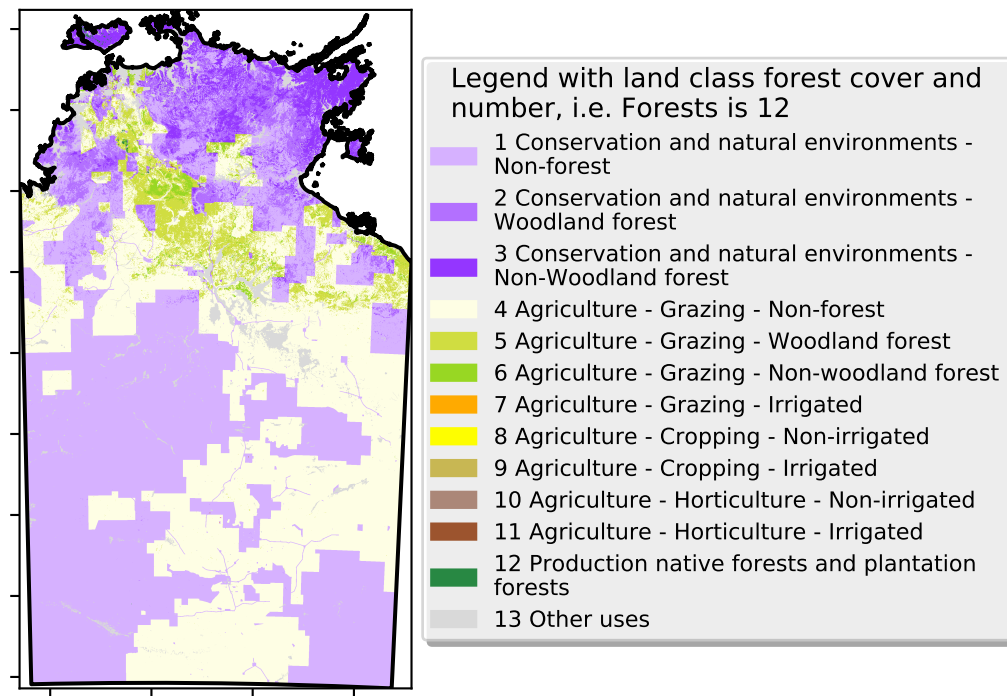 Legend with land class forest cover and
number, i.e. Forests is 12
1 Conservation and natural environments -
Non-forest
2 Conservation and natural environments -
Woodland forest
3 Conservation and natural environments -
Non-Woodland forest
4 Agriculture - Grazing - Non-forest
5 Agriculture - Grazing - Woodland forest
6 Agriculture - Grazing - Non-woodland forest
7 Agriculture - Grazing - Irrigated
8 Agriculture - Cropping - Non-irrigated
9 Agriculture - Cropping - Irrigated
10 Agriculture - Horticulture - Non-irrigated
11 Agriculture - Horticulture - Irrigated
12 Production native forests and plantation
forests
13 Other uses